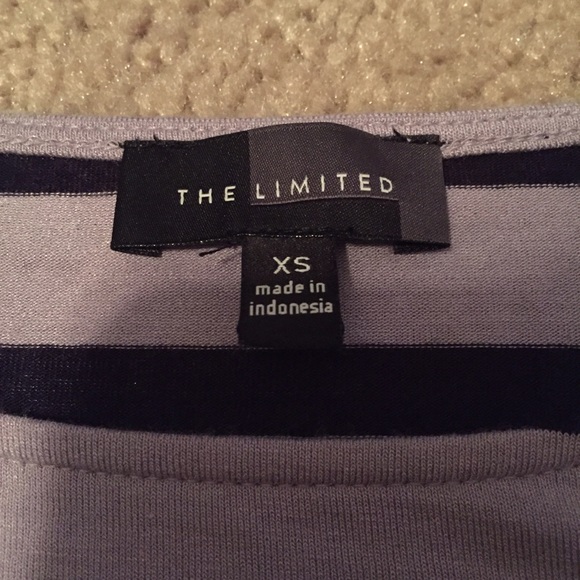 THE LIMITED
XS
made in
indonesia